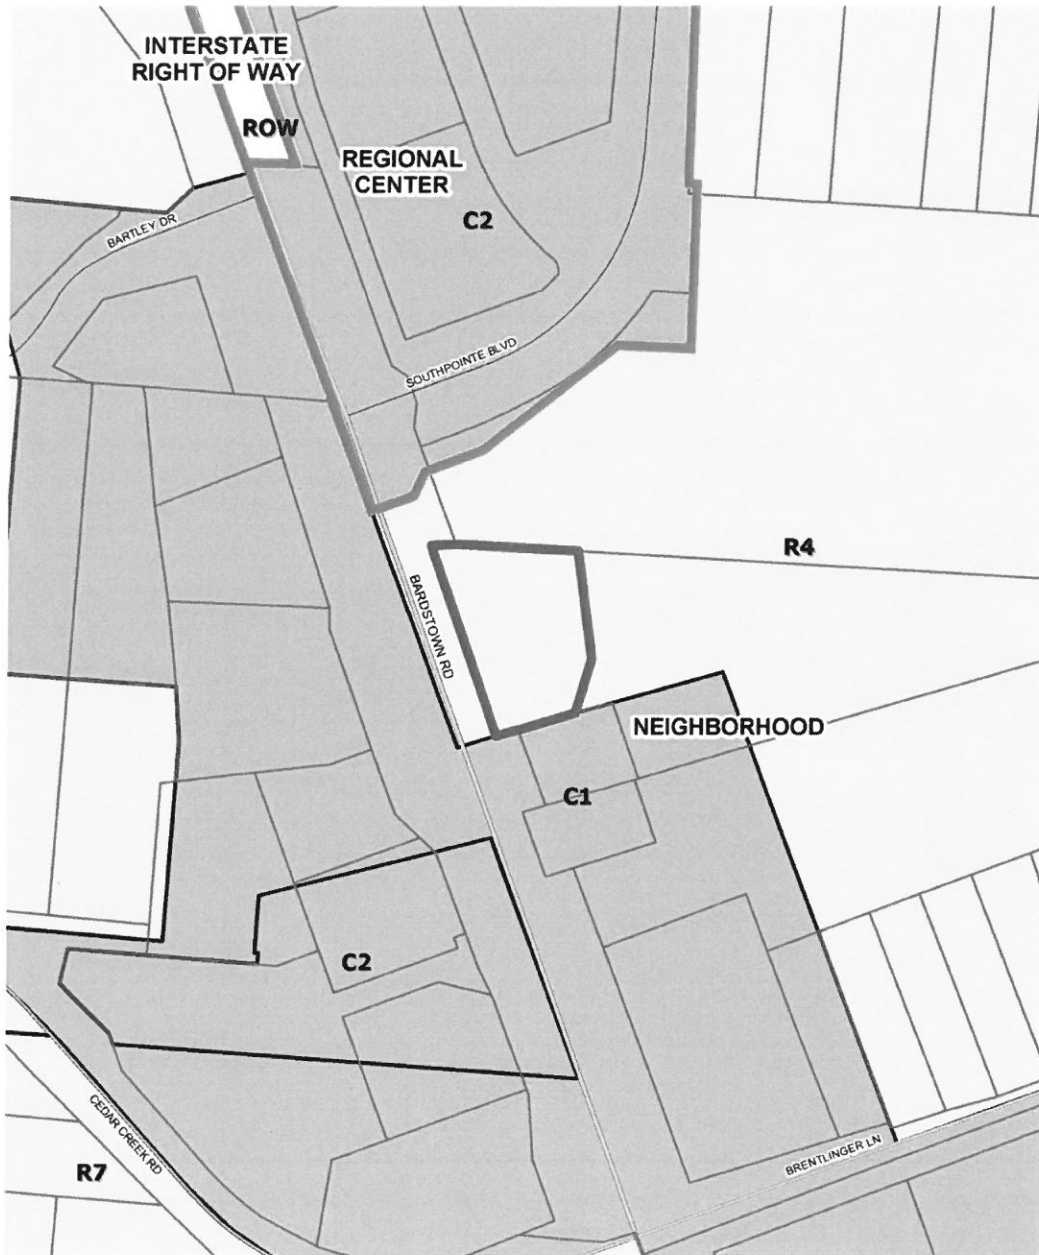 INTERSTATE
RIGHT OF WAY
ROW
REGIONAL
CENTER
C2
BARTLEY DR
SOUTHPOINTE BLVD
R4
BARDSTOWN RD
NEIGHBORHOOD
C1
C2
CEDAR CREEK RD
BRENTLINGER LN
R7